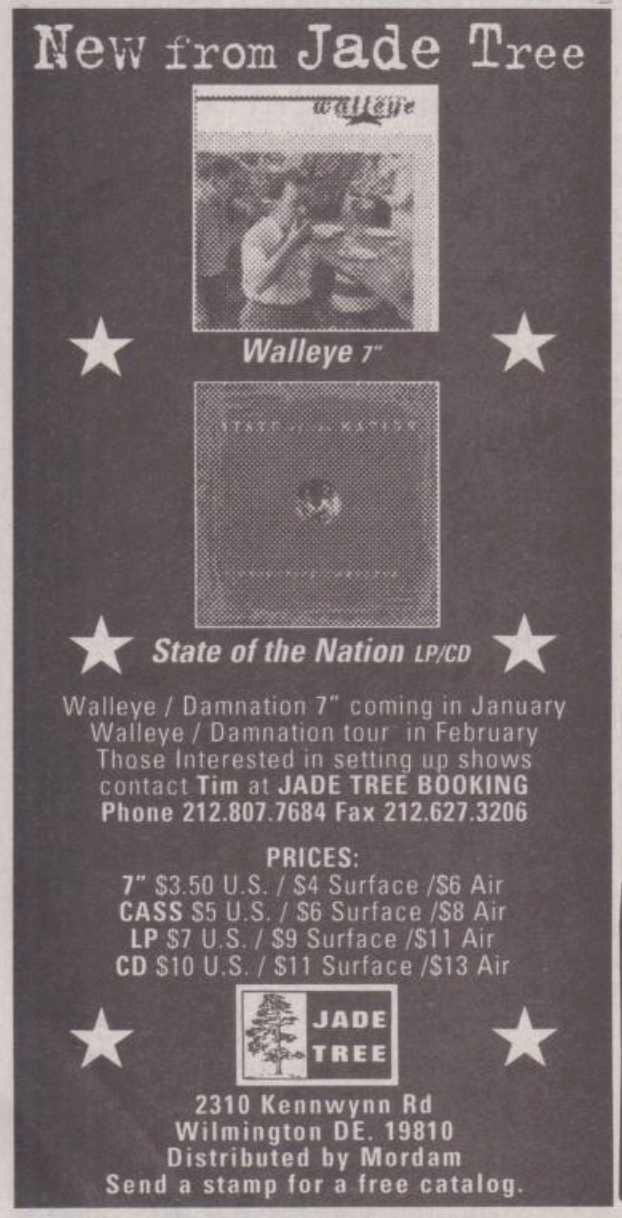 New from Jade Tree
walleye
Walleye 7"
STATE of the NATION
State of the Nation LP/CD
Walleye / Damnation 7" coming in January
Walleye / Damnation tour in February
Those Interested in setting up shows
contact Tim at JADE TREE BOOKING
Phone 212.807.7684 Fax 212.627.3206
PRICES:
7" $3.50 U.S. / $4 Surface /$6 Air
CASS $5 U.S. / $6 Surface /$8 Air
LP $7 U.S. / $9 Surface /$11 Air
CD $10 U.S. / $11 Surface /$13 Air
JADE
TREE
2310 Kennwynn Rd
Wilmington DE. 19810
Distributed by Mordam
Send a stamp for a free catalog.